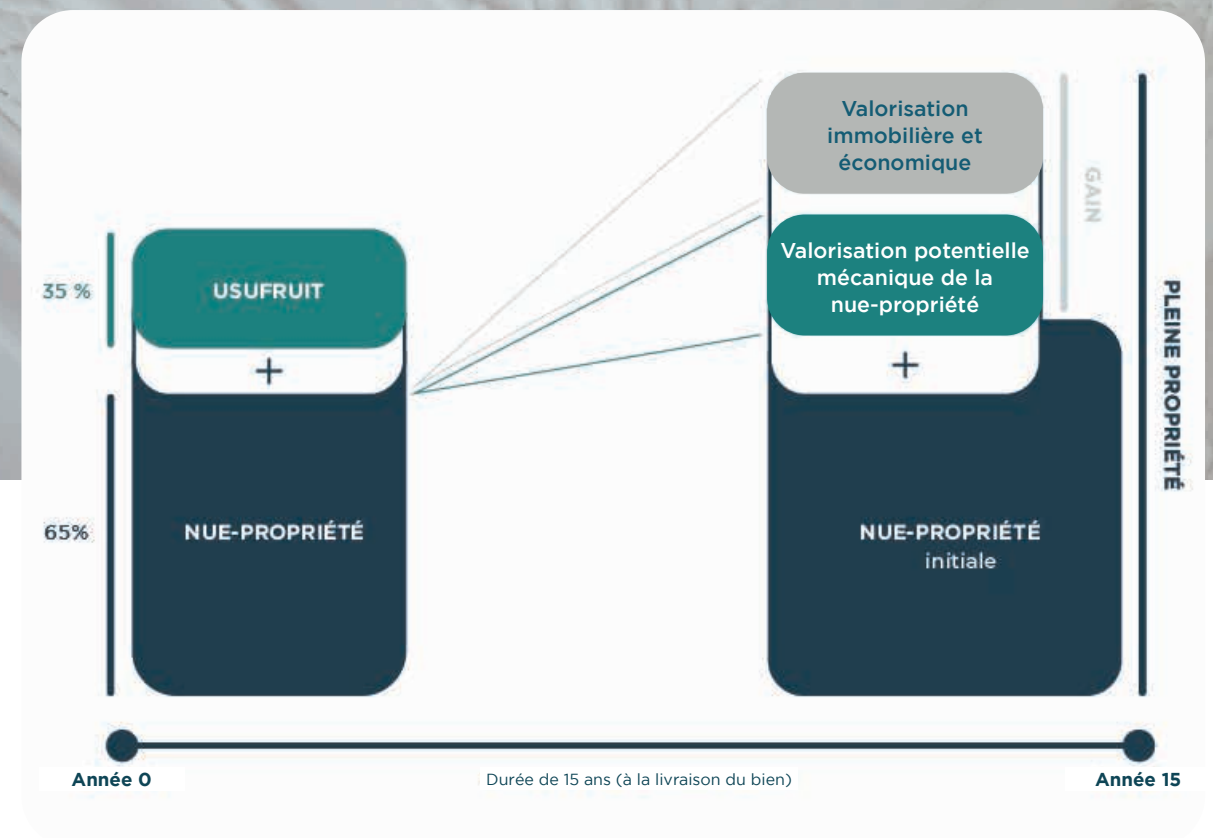 35 %
USUFRUIT
+
65%
NUE-PROPRIÉTÉ
Valorisation
immobilière et
économique
Valorisation potentielle
mécanique de la
nue-propriété
+
NUE-PROPRIÉTÉ
initiale
GAIN
PLEINE PROPRIÉTÉ
Année 0
Durée de 15 ans (à la livraison du bien)
Année 15